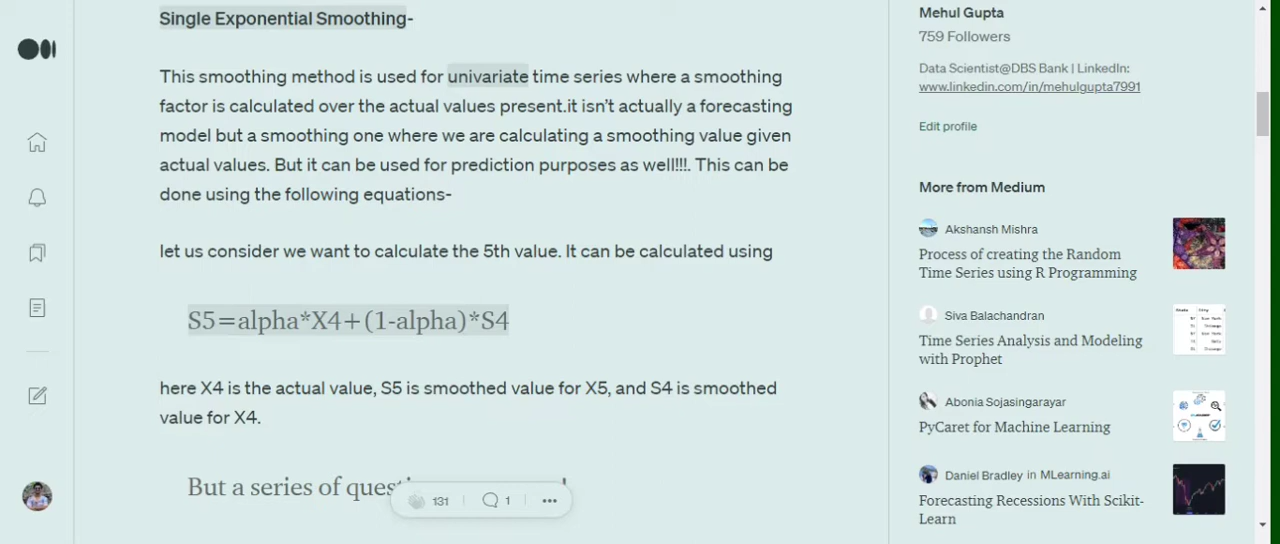 Single Exponential Smoothing-
This smoothing method is used for univariate time series where a smoothing
factor is calculated over the actual values present.it isn't actually a forecasting
model but a smoothing one where we are calculating a smoothing value given
actual values. But it can be used for prediction purposes as well!!!. This can be
done using the following equations-
let us consider we want to calculate the 5th value. It can be calculated using
S5=alpha*X4+(1-alpha)*S4
here X4 is the actual value, S5 is smoothed value for X5, and S4 is smoothed
value for X4.
But a series of
131
1
Mehul Gupta
759 Followers
Data Scientist@DBS Bank | LinkedIn:
www.linkedin.com/in/mehulgupta7991
Edit profile
More from Medium
Akshansh Mishra
Process of creating the Random
Time Series using R Programming
Siva Balachandran
Time Series Analysis and Modeling
with Prophet
Abonia Sojasingarayar
PyCaret for Machine Learning
Daniel Bradley in MLearning.ai
Forecasting Recessions With Scikit-
Learn